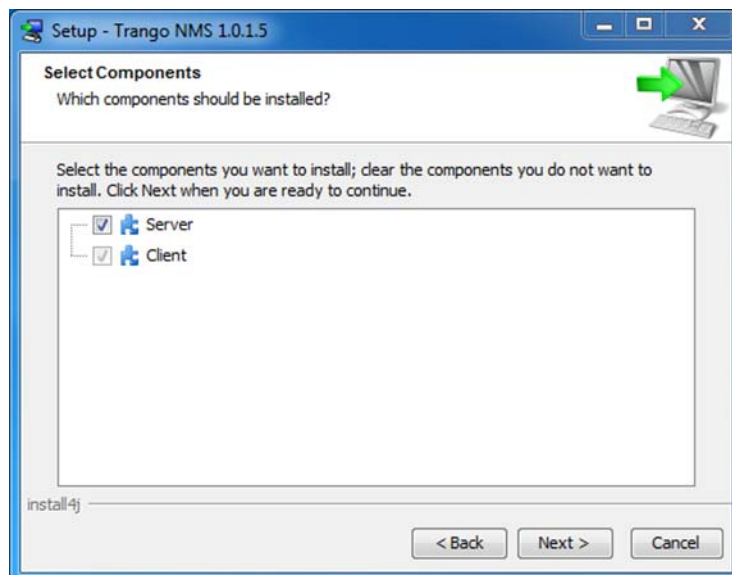 Setup - Trango NMS 1.0.1.5
Select Components
Which components should be installed?
Select the components you want to install; clear the components you do not want to
install. Click Next when you are ready to continue.
Server
Client
install4j
< Back Next > Cancel